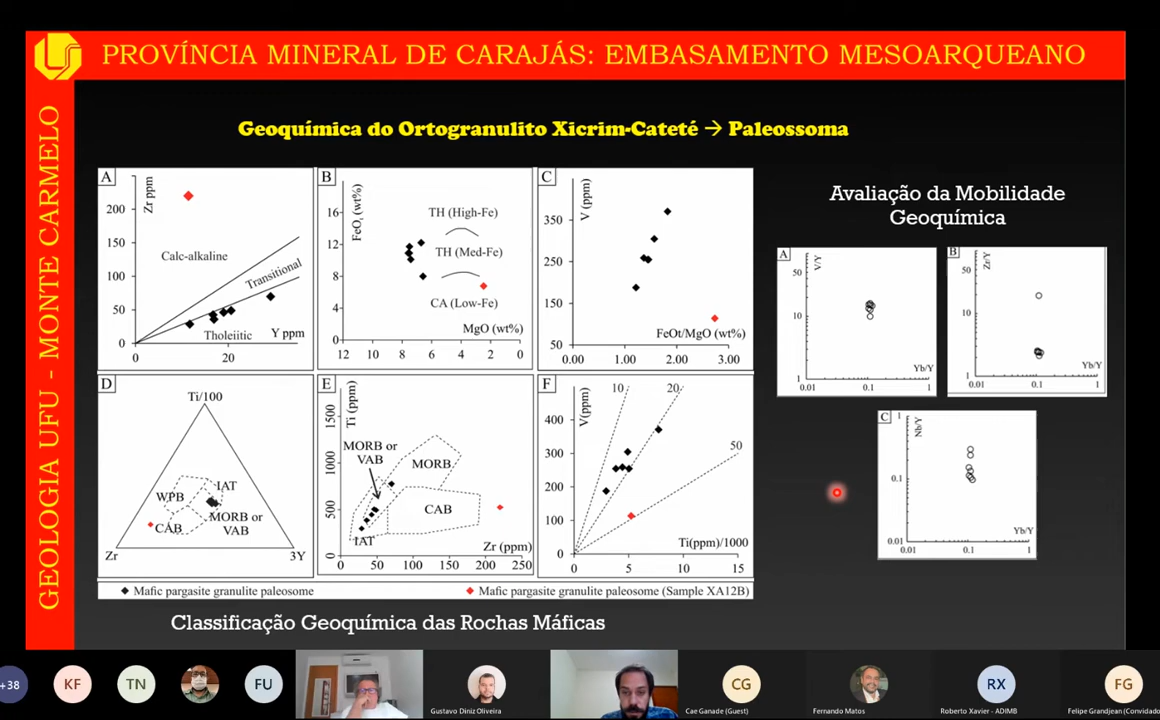 PROVÍNCIA MINERAL DE CARAJÁS: EMBASAMENTO MESOARQUEANO
GEOLOGIA UFU - MONTE CARMELO
Geoquímica do Ortogranulito Xicrim-Cateté → Paleossoma
A
Zr ppm
200
150
100
50
0
Calc-alkaline
Transitional
Tholeiitic
Y ppm
0
20
B
FeOt (wt%)
16
12
8
4
0
TH (High-Fe)
TH (Med-Fe)
CA (Low-Fe)
MgO (wt%)
12
10
8
6
4
2
0
C
V (ppm)
350
250
150
50
FeOt/MgO (wt%)
0.00
1.00
2.00
3.00
D
Ti/100
WPB
IAT
MORB or
VAB
CAB
Zr
3Y
E
Ti (ppm)
1500
1000
500
0
MORB or
VAB
MORB
CAB
IAT
Zr (ppm)
0
50
100
150
200
250
F
V(ppm)
400
300
200
100
0
10
20
50
Ti(ppm)/1000
0
5
10
15
Mafic pargasite granulite paleosome
Mafic pargasite granulite paleosome (Sample XA12B)
Classificação Geoquímica das Rochas Máficas
Avaliação da Mobilidade
Geoquímica
A
V/Y
50
10
1
Yb/Y
0.01
0.1
1
B
Zr/Y
50
10
1
Yb/Y
0.01
0.1
1
C
Nb/Y
1
0.1
0.01
Yb/Y
0.01
0.1
1
+38
KF
TN
FU
Gustavo Diniz Oliveira
CG
Cae Ganade (Guest)
Fernando Matos
RX
Roberto Xavier - ADIMB
FG
Felipe Grandjean (Convidado